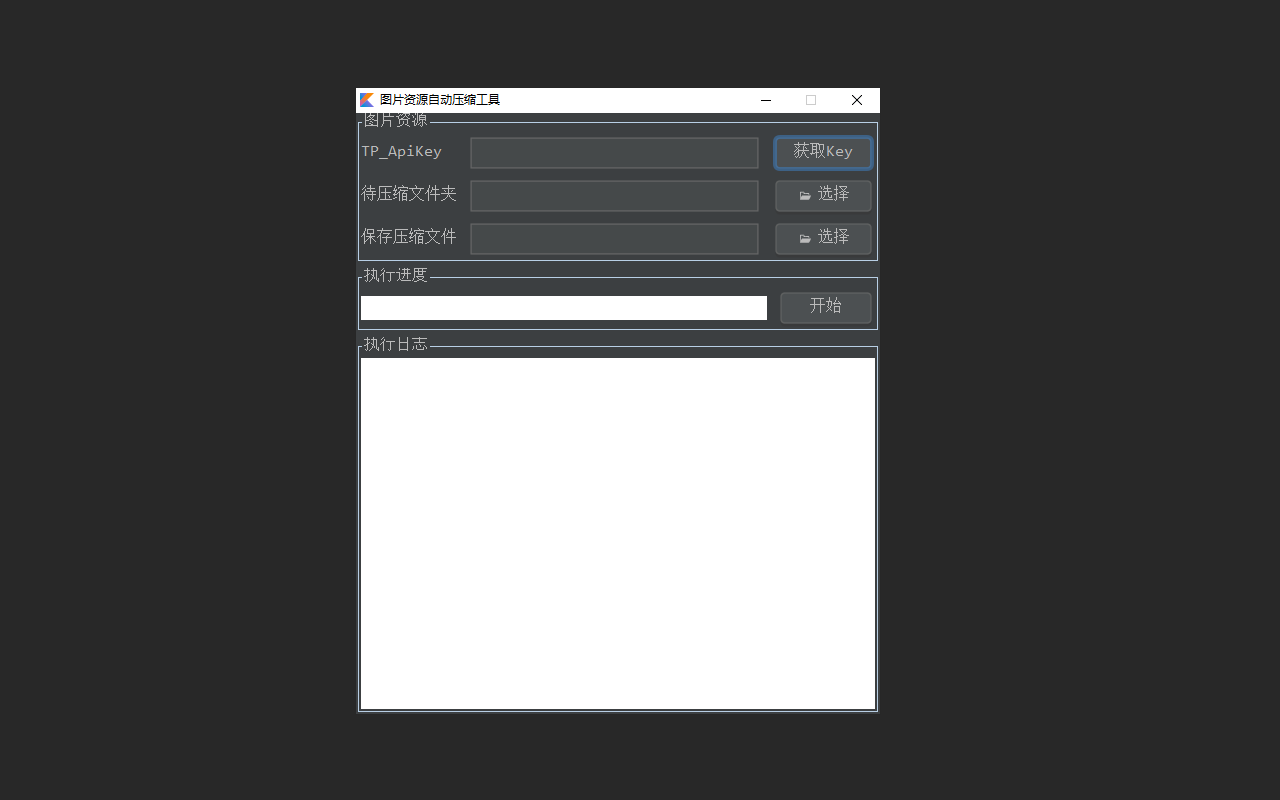 图片资源自动压缩工具
图片资源
TP_ApiKey 获取Key
待压缩文件夹 选择
保存压缩文件 选择
执行进度
开始
执行日志